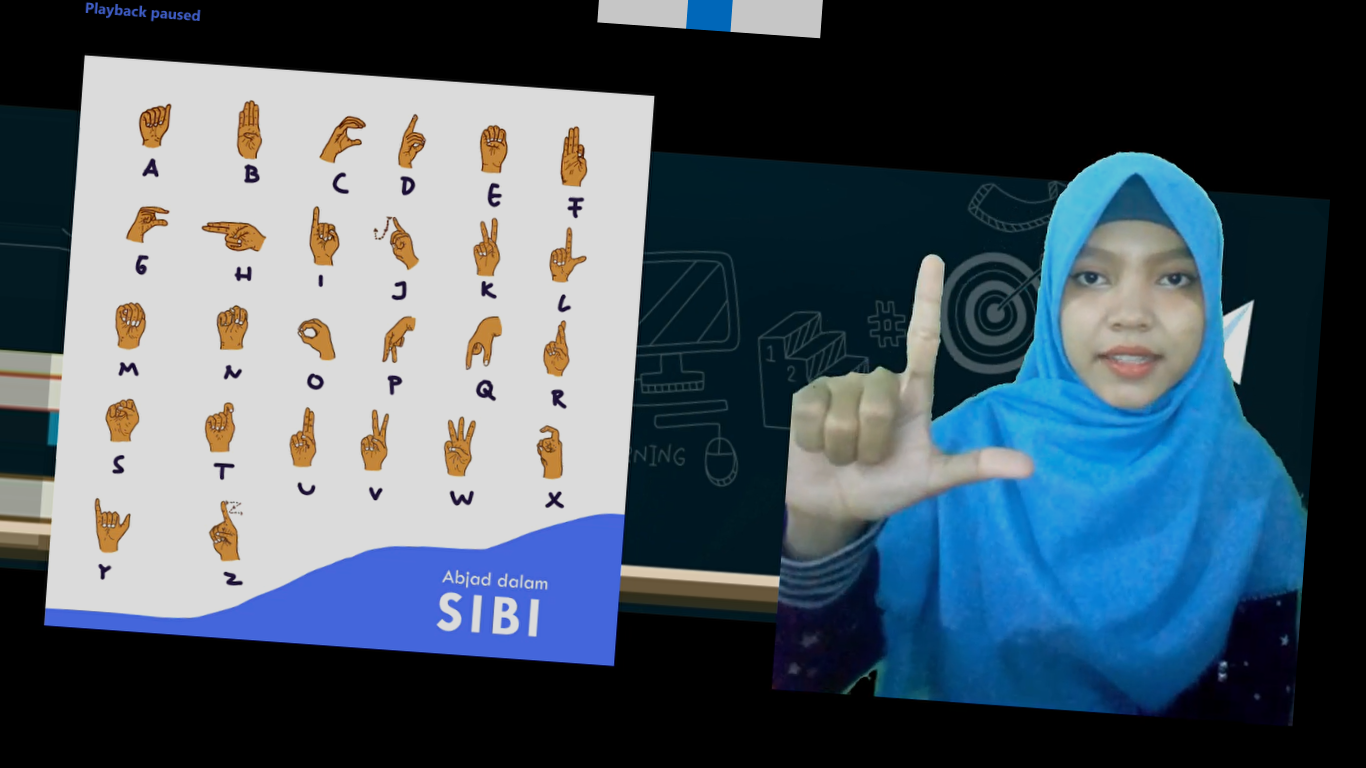 Playback paused
A B C D E F
G H I J K L
M N O P Q R
S T U V W X
Y Z
Abjad dalam
SIBI
1
2
#
NING